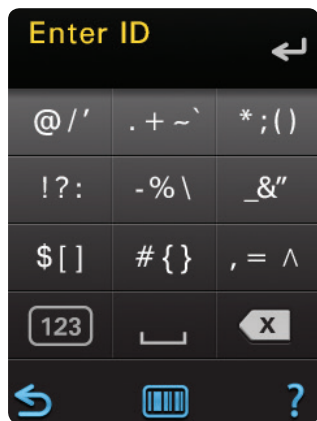 Enter ID
@/′ .+~` *;()
!?: -%\ _&″
$[] #{} ,=^
123 x
?